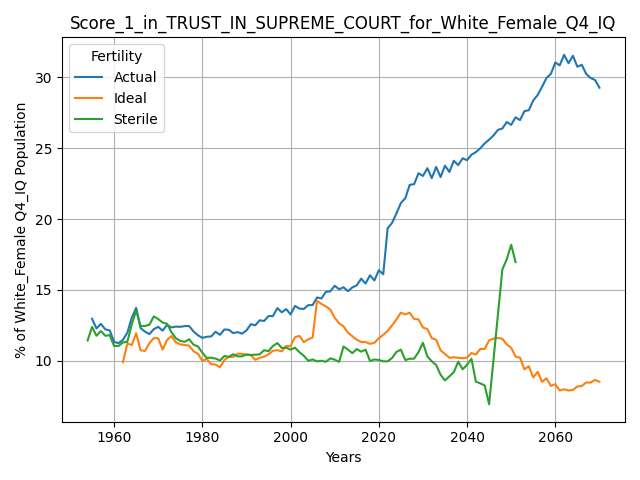 Score_1_in_TRUST_IN_SUPREME_COURT_for_White_Female_Q4_IQ
Fertility
Actual
Ideal
Sterile
% of White_Female Q4_IQ Population
30
25
20
15
10
1960
1980
2000
2020
2040
2060
Years